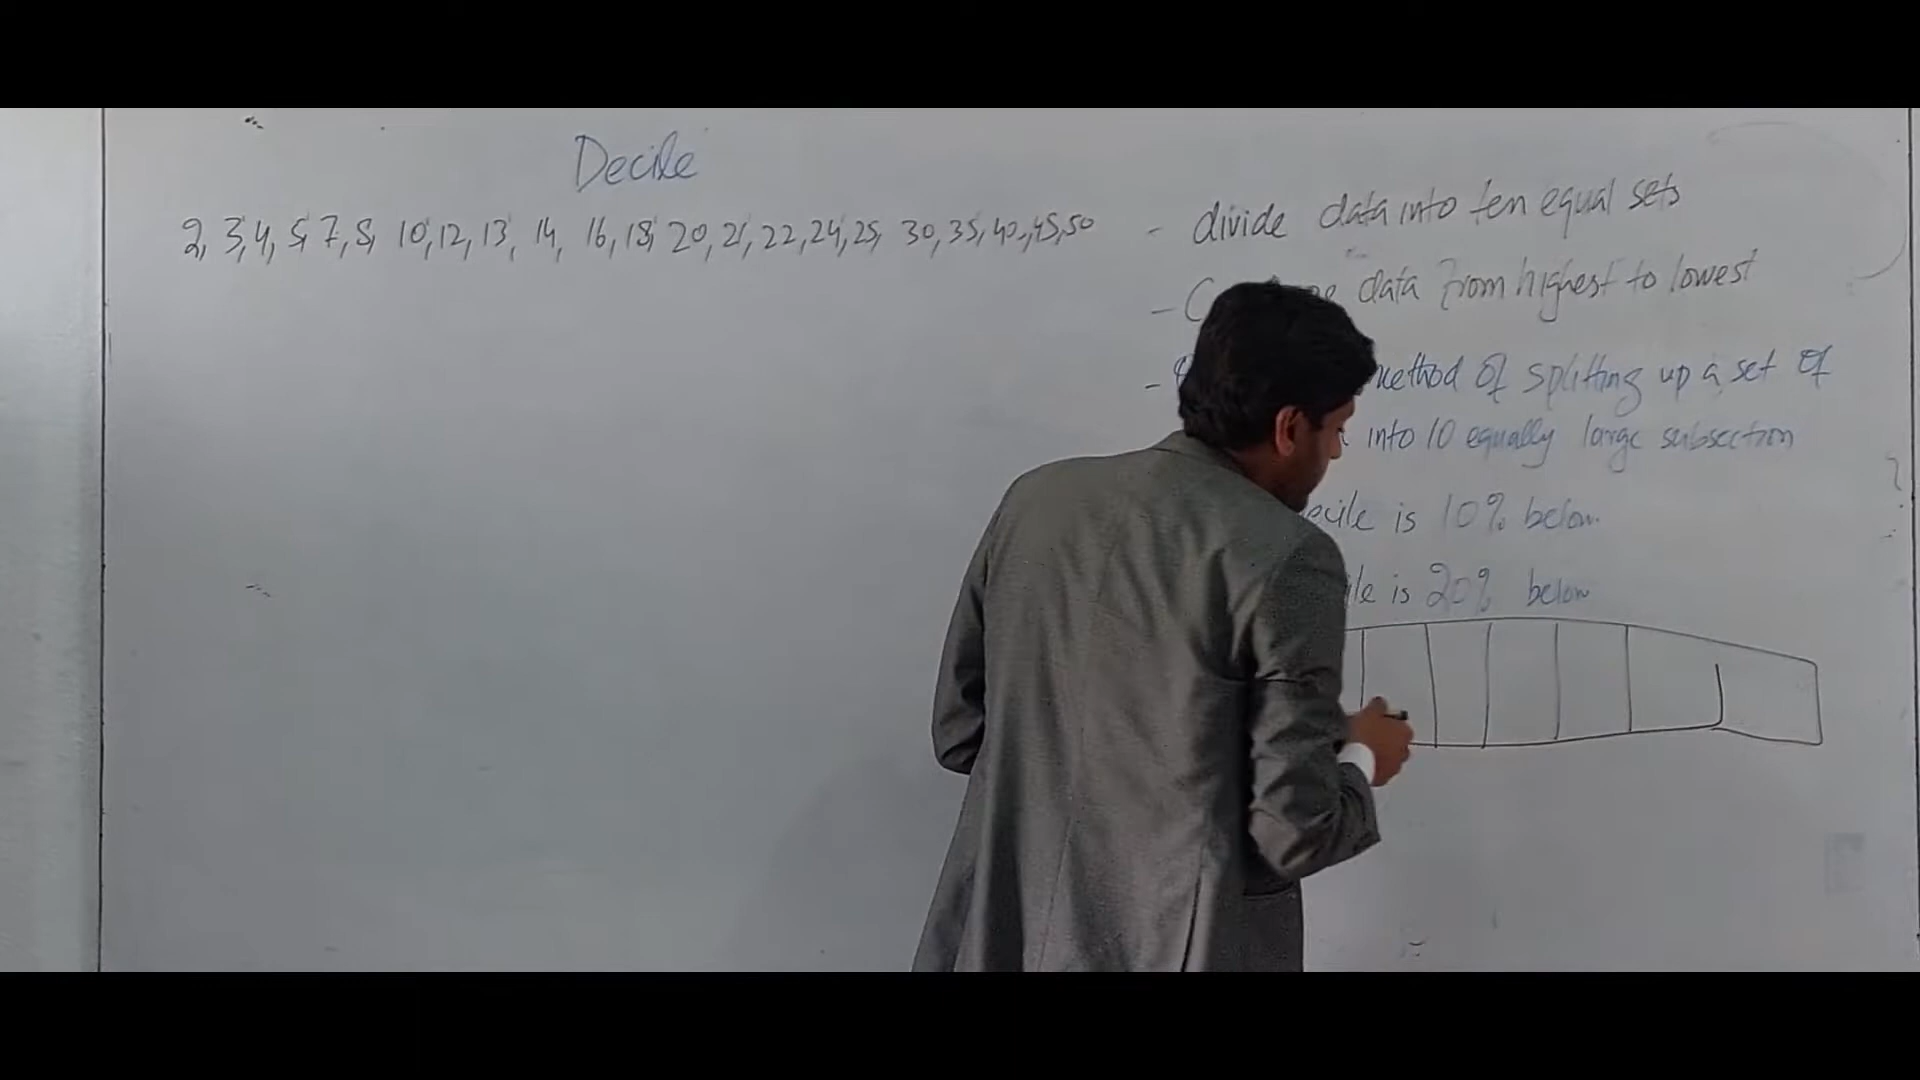 Decile
2, 3, 4, 5, 7, 8, 10, 12, 13, 14, 16, 18, 20, 21, 22, 24, 25, 30, 35, 40, 45, 50
- divide data into ten equal sets
- data from highest to lowest
- method of splitting up a set of
into 10 equally large subsection
is 10% below.
is 20% below